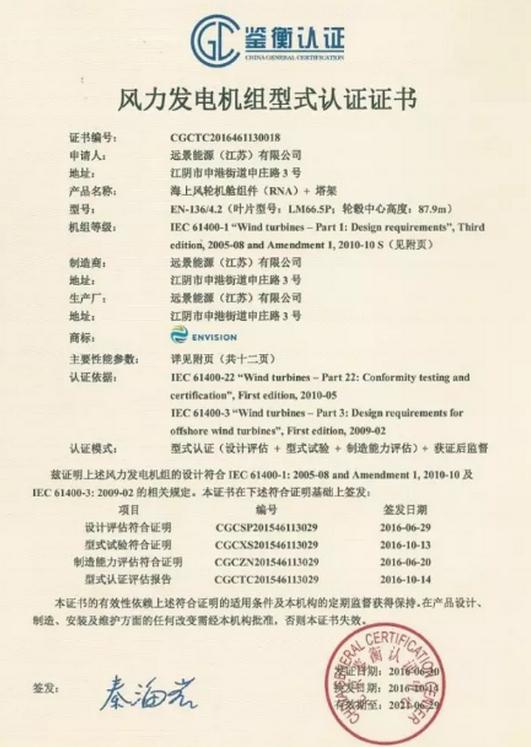 鉴衡认证
CHINA GENERAL CERTIFICATION
风力发电机组型式认证证书
证书编号： CGCTC2016461130018
申请人： 远景能源（江苏）有限公司
地址： 江阴市申港街道申庄路 3 号
产品名称： 海上风轮机舱组件（RNA）+ 塔架
型号： EN-136/4.2（叶片型号：LM66.5P；轮毂中心高度：87.9m）
机组等级： IEC 61400-1 “Wind turbines – Part 1: Design requirements”, Third
edition, 2005-08 and Amendment 1, 2010-10 S（见附页）
制造商： 远景能源（江苏）有限公司
地址： 江阴市申港街道申庄路 3 号
生产厂： 远景能源（江苏）有限公司
地址： 江阴市申港街道申庄路 3 号
商标： ENVISION
主要性能参数： 详见附页（共十二页）
认证依据： IEC 61400-22 “Wind turbines – Part 22: Conformity testing and
certification”, First edition, 2010-05
IEC 61400-3 “Wind turbines – Part 3: Design requirements for
offshore wind turbines”, First edition, 2009-02
认证模式： 型式认证（设计评估 + 型式试验 + 制造能力评估）+ 获证后监督
兹证明上述风力发电机组的设计符合 IEC 61400-1: 2005-08 and Amendment 1, 2010-10 及
IEC 61400-3: 2009-02 的相关规定。本证书在下述符合证明基础上签发：
项目 编号 签发日期
设计评估符合证明 CGCSP201546113029 2016-06-29
型式试验符合证明 CGCXS201546113029 2016-10-13
制造能力评估符合证明 CGCZN201546113029 2016-06-20
型式认证评估报告 CGCTC201546113029 2016-10-14
本证书的有效性依赖上述符合证明的适用条件及本机构的定期监督获得保持。在产品设计、
制造、安装及维护方面的任何改变需经本机构批准，否则本证书失效。
签发： 秦海岩
CHINA GENERAL CERTIFICATION CENTER
发证日期：2016-06-30
换发日期：2016-10-14
有效期至：2021-06-29